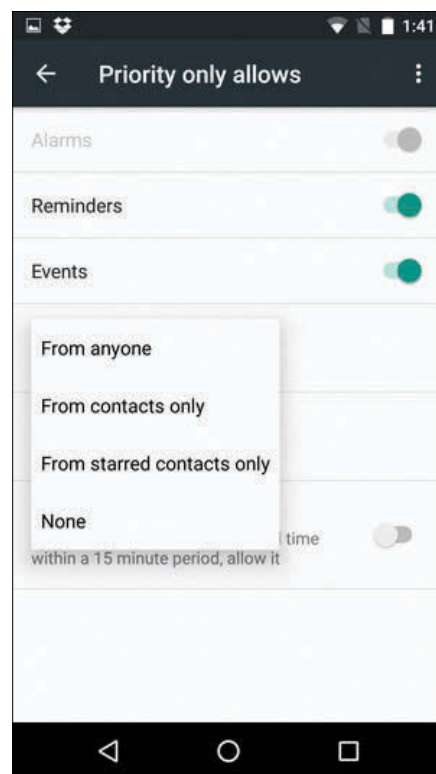 1:41
Priority only allows
Alarms
Reminders
Events
From anyone
From contacts only
From starred contacts only
None
time
within a 15 minute period, allow it